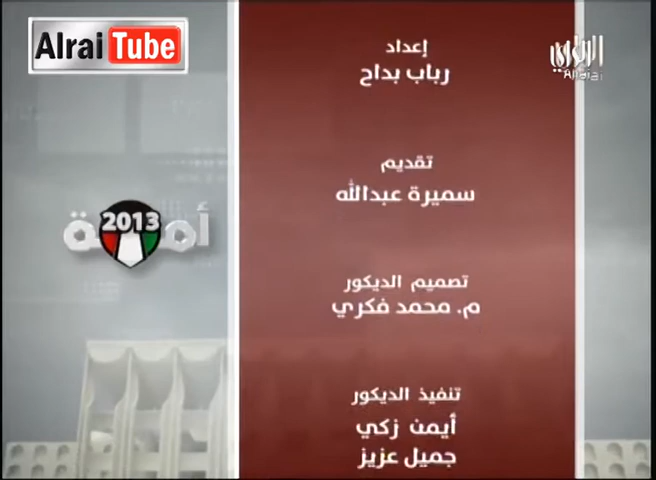 Alrai Tube
الراي
Alrai
إعداد
رباب بداح
تقديم
سميرة عبدالله
أمة
2013
تصميم الديكور
م. محمد فكري
تنفيذ الديكور
أيمن زكي
جميل عزيز